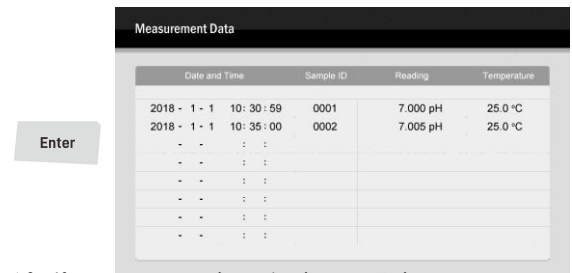 Measurement Data
Date and Time Sample ID Reading Temperature
2018 - 1 - 1 10: 30 : 59 0001 7.000 pH 25.0 °C
2018 - 1 - 1 10: 35 : 00 0002 7.005 pH 25.0 °C
- - : :
- - : :
- - : :
- - : :
- - : :
- - : :
Enter